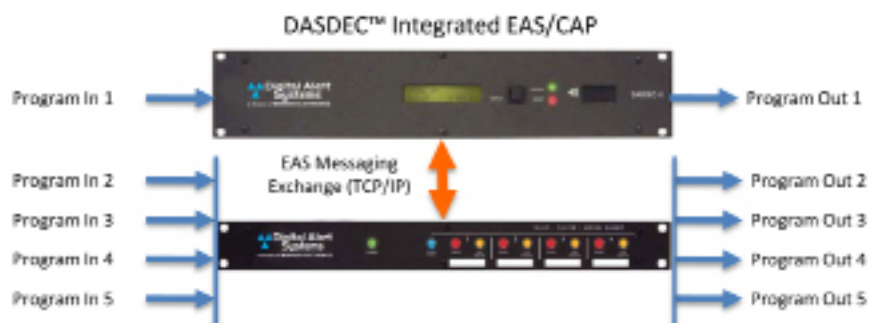 DASDEC™ Integrated EAS/CAP
Program In 1
Digital Alert
Systems
DASDEC-II
Program Out 1
EAS Messaging
Exchange (TCP/IP)
Program In 2
Program In 3
Program In 4
Program In 5
Digital Alert
Systems
Program Out 2
Program Out 3
Program Out 4
Program Out 5